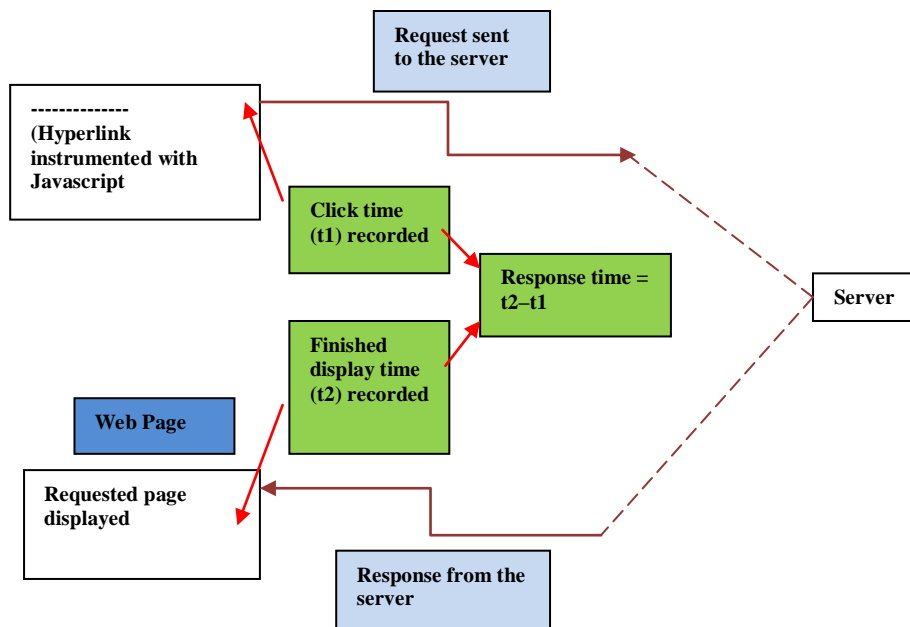 Request sent
to the server
--------------
(Hyperlink
instrumented with
Javascript
Click time
(t1) recorded
Response time =
t2–t1
Server
Finished
display time
(t2) recorded
Web Page
Requested page
displayed
Response from the
server